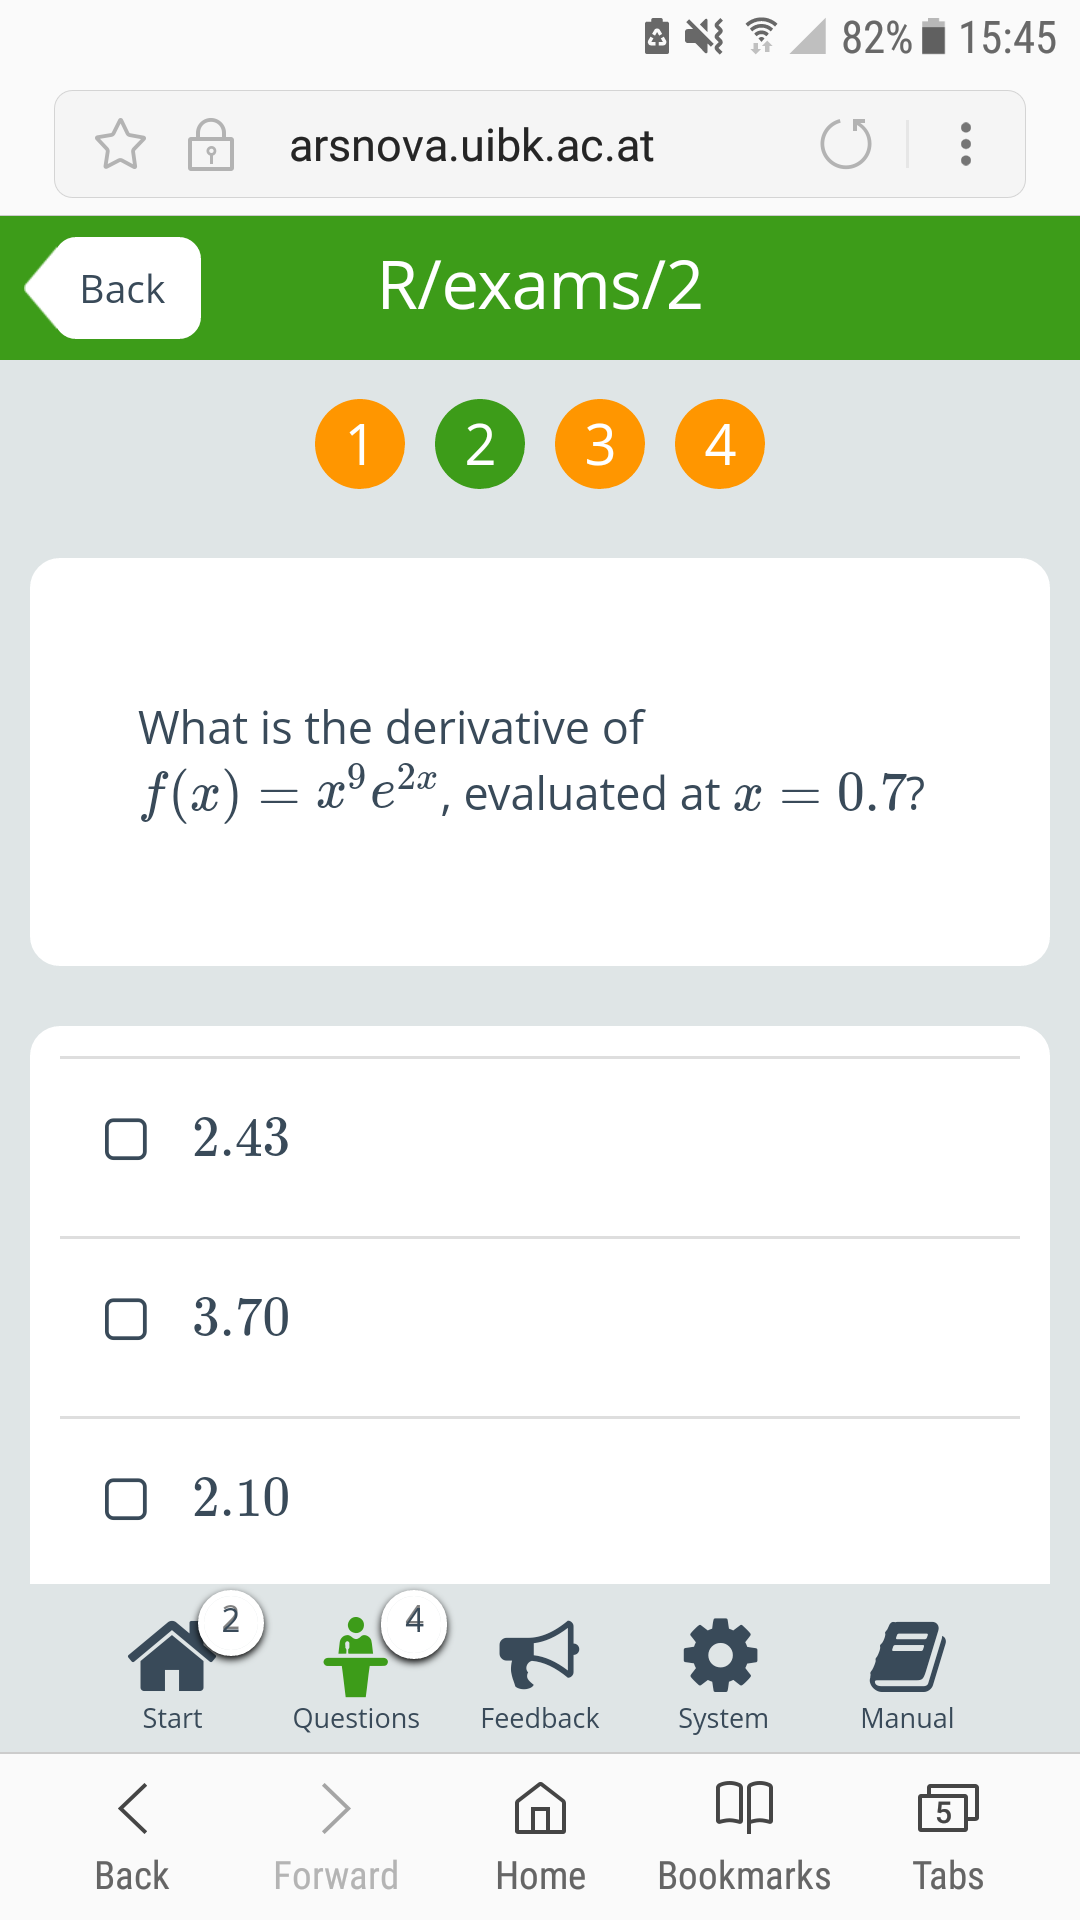 82% 15:45
arsnova.uibk.ac.at
Back R/exams/2
1 2 3 4
What is the derivative of
f(x) = x⁹e²ˣ, evaluated at x = 0.7?
2.43
3.70
2.10
2 4
Start Questions Feedback System Manual
5
Back Forward Home Bookmarks Tabs